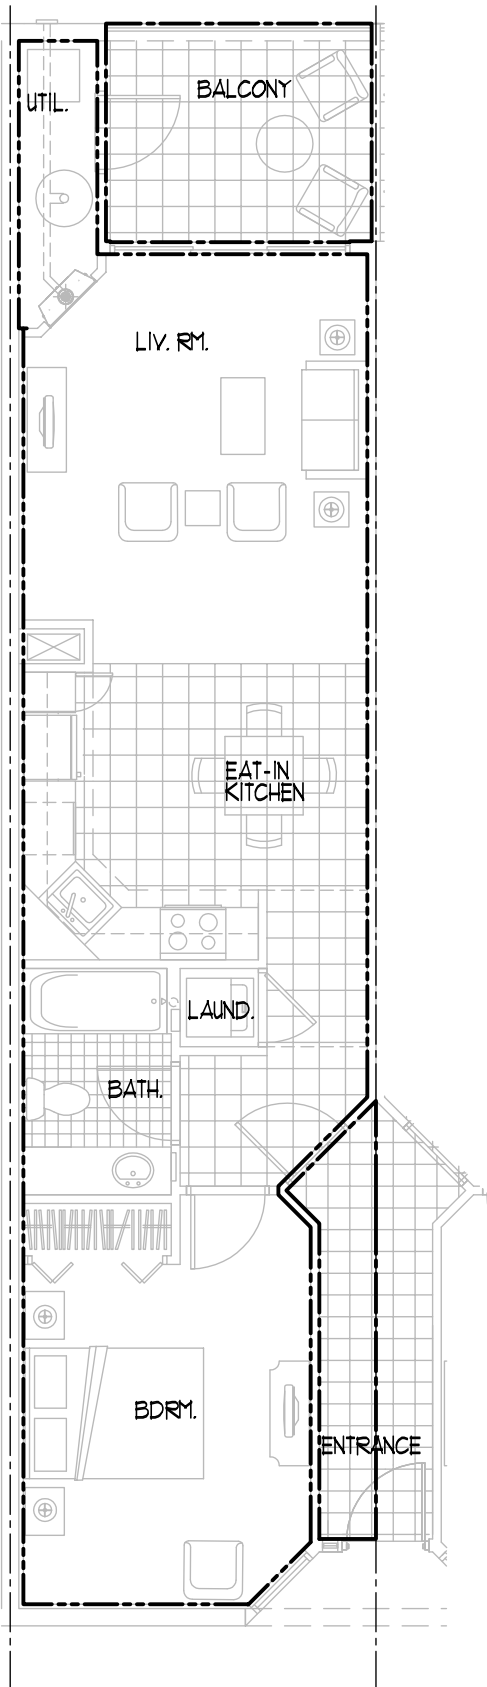 BALCONY
UTIL.
LIV. RM.
EAT-IN
KITCHEN
LAUND.
BATH.
BDRM.
ENTRANCE